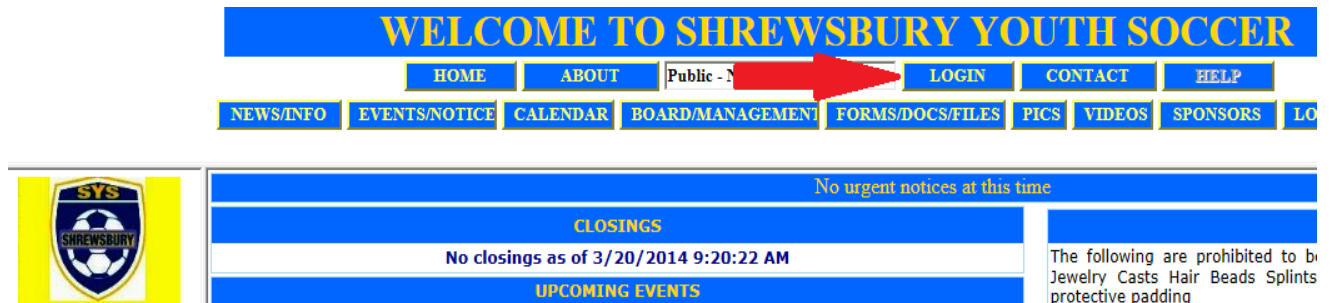 WELCOME TO SHREWSBURY YOUTH SOCCER
HOME ABOUT Public - LOGIN CONTACT HELP
NEWS/INFO EVENTS/NOTICE CALENDAR BOARD/MANAGEMENT FORMS/DOCS/FILES PICS VIDEOS SPONSORS
SYS
SHREWSBURY
No urgent notices at this time
CLOSINGS
No closings as of 3/20/2014 9:20:22 AM
UPCOMING EVENTS
The following are prohibited to
Jewelry Casts Hair Beads Splints
protective padding